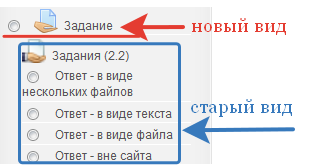 Задание
новый вид
Задания (2.2)
Ответ - в виде
нескольких файлов
Ответ - в виде текста
старый вид
Ответ - в виде файла
Ответ - вне сайта